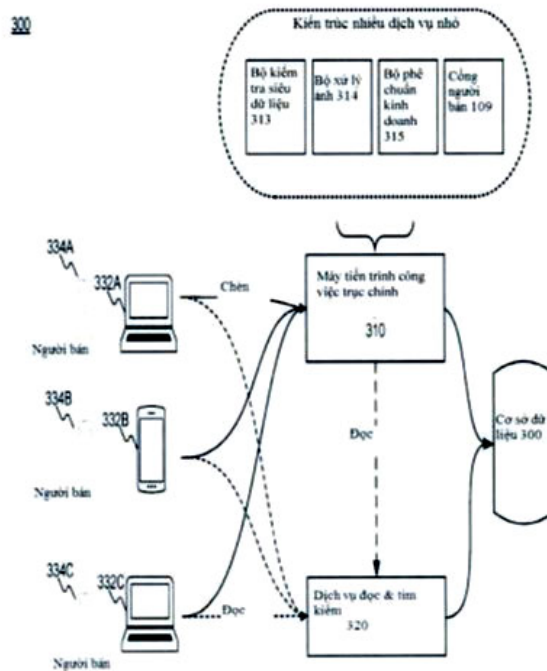 300
Kiến trúc nhiều dịch vụ nhỏ
Bộ kiểm
tra siêu
dữ liệu
313
Bộ xử lý
ảnh 314
Bộ phê
chuẩn
kinh
doanh
315
Cổng
người
bán 109
334A
332A
Người bán
Chèn
Máy tiến trình công
việc trục chính
310
334B
332B
Người bán
Đọc
Cơ sở dữ
liệu 300
334C
332C
Người bán
Đọc
Dịch vụ đọc & tìm
kiếm
320